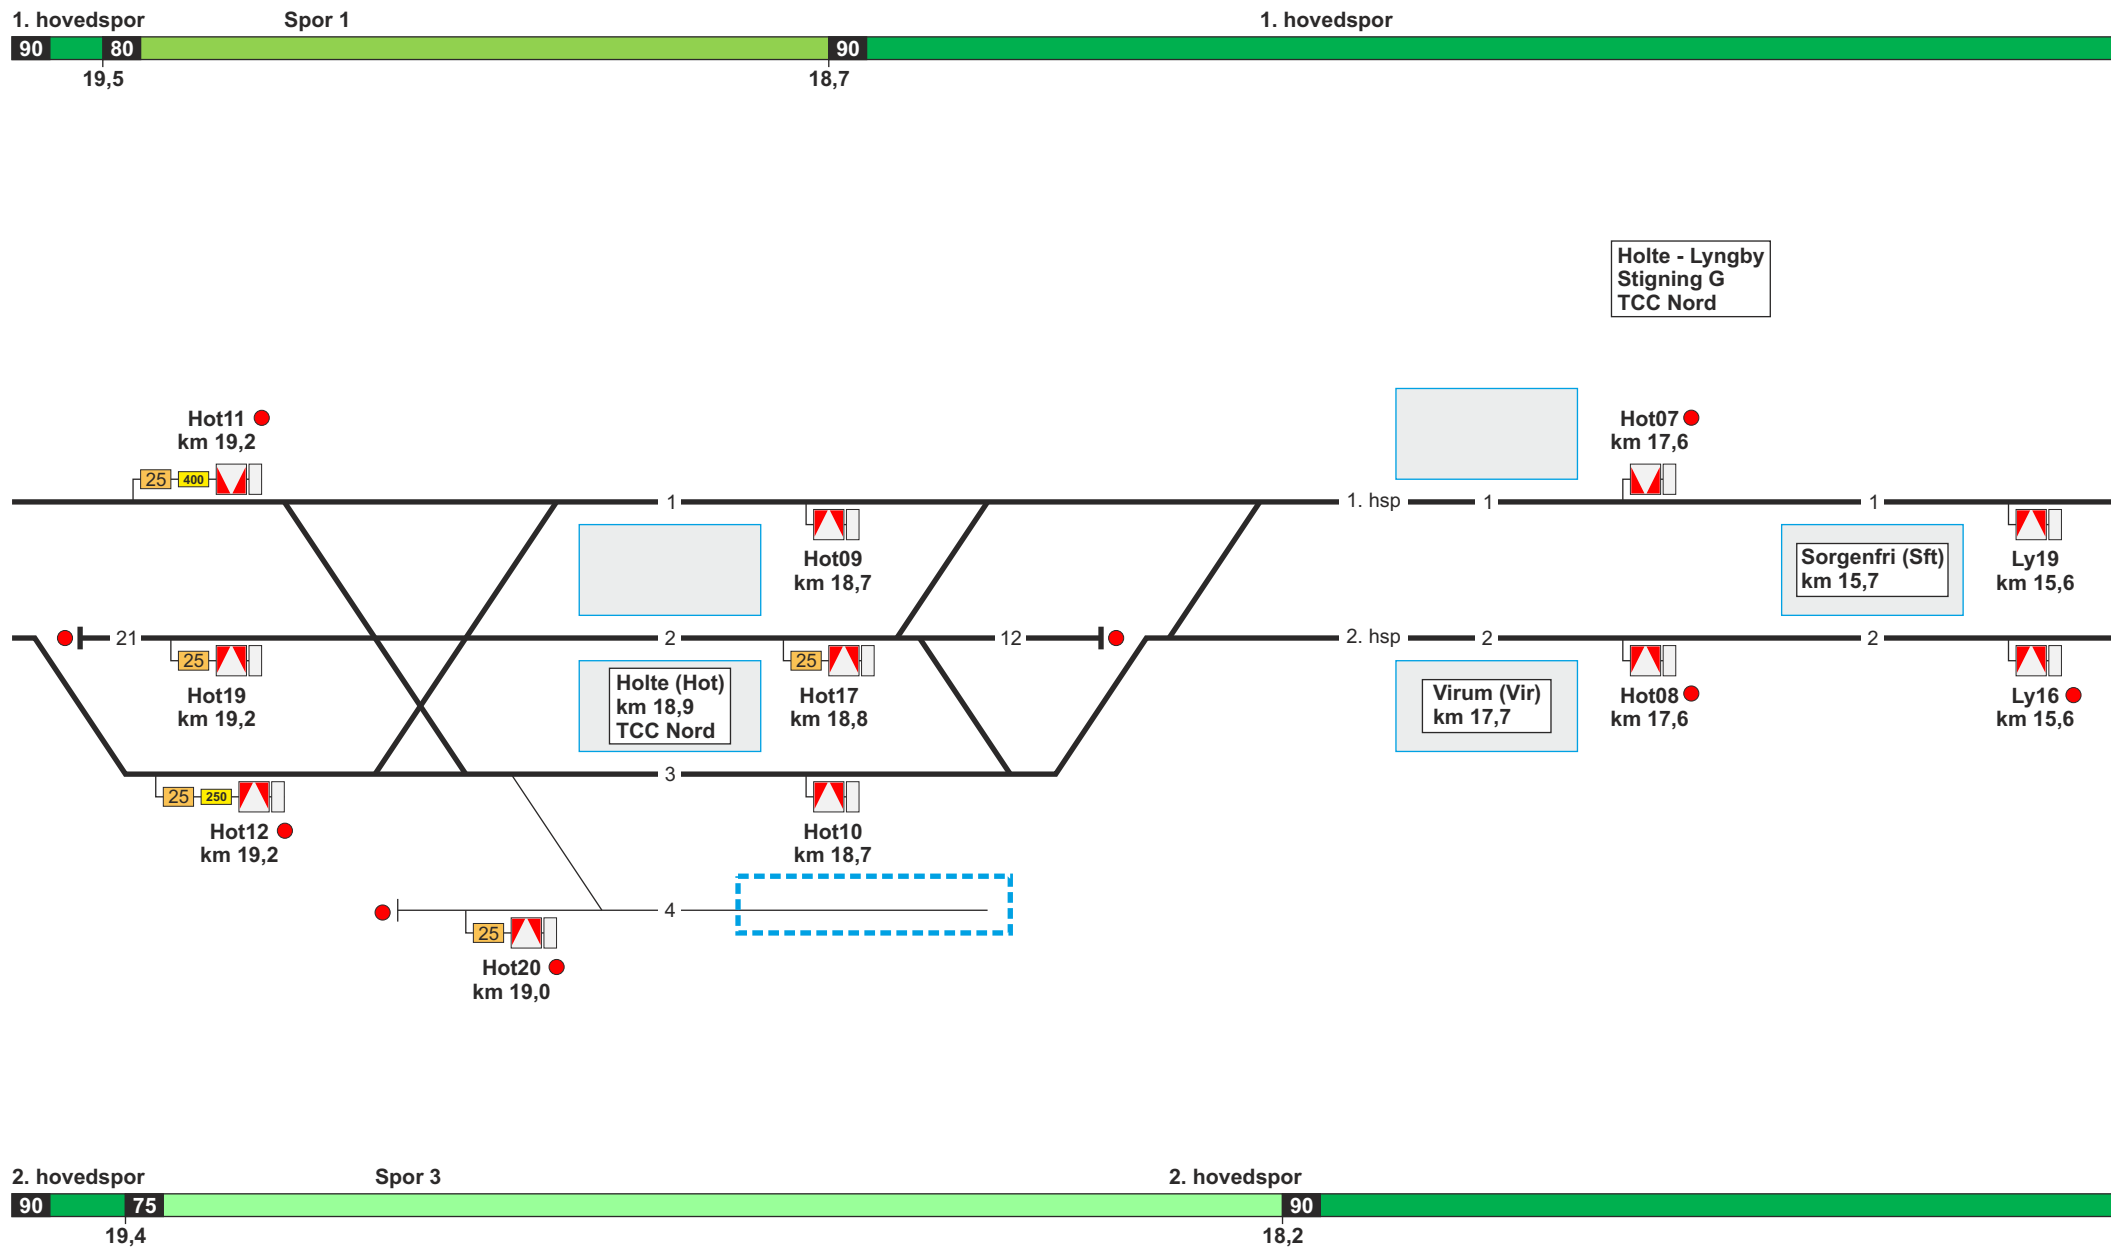 1. hovedspor Spor 1 1. hovedspor
90 80 90
19,5 18,7
Holte - Lyngby
Stigning G
TCC Nord
Hot11
km 19,2
25 400
Hot07
km 17,6
1 1. hsp 1 1
Hot09
km 18,7
Sorgenfri (Sft)
km 15,7
Ly19
km 15,6
21 2 12 2. hsp 2 2
25
Hot19
km 19,2
Holte (Hot)
km 18,9
TCC Nord
25
Hot17
km 18,8
Virum (Vir)
km 17,7
Hot08
km 17,6
Ly16
km 15,6
3
25 250
Hot12
km 19,2
Hot10
km 18,7
4
25
Hot20
km 19,0
2. hovedspor Spor 3 2. hovedspor
90 75 90
19,4 18,2